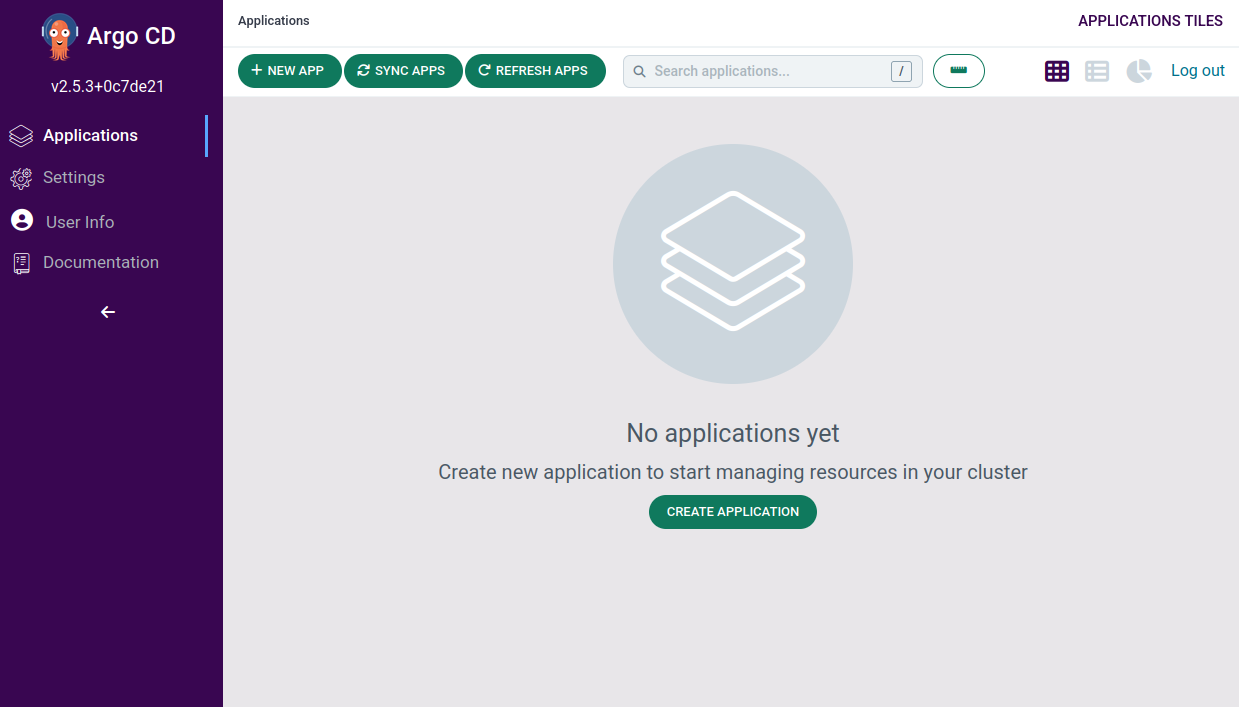 Argo CD
v2.5.3+0c7de21
Applications
Settings
User Info
Documentation
Applications
APPLICATIONS TILES
NEW APP
SYNC APPS
REFRESH APPS
Search applications...
/
Log out
No applications yet
Create new application to start managing resources in your cluster
CREATE APPLICATION